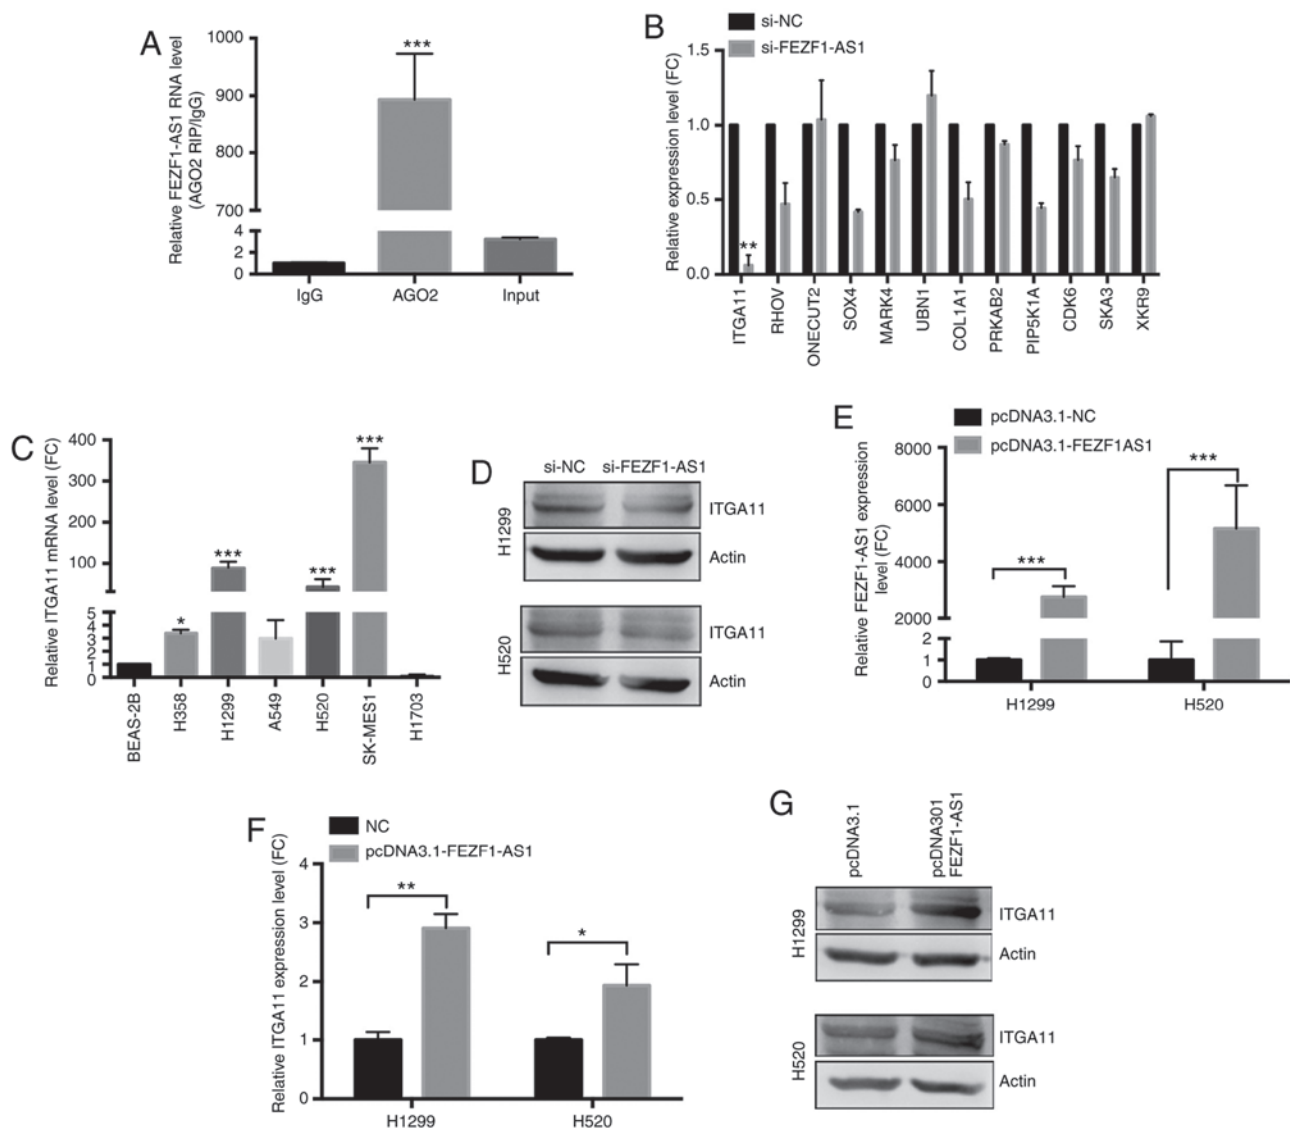 A
Relative FEZF1-AS1 RNA level
(AGO2 RIP/IgG)
1000
900
800
700
4
2
0
***
IgG
AGO2
Input
B
si-NC
si-FEZF1-AS1
Relative expression level (FC)
1.5
1.0
0.5
0.0
**
ITGA11
RHOV
ONECUT2
SOX4
MARK4
UBN1
COL1A1
PRKAB2
PIP5K1A
CDK6
SKA3
XKR9
C
Relative ITGA11 mRNA level (FC)
400
300
200
100
5
4
3
2
1
0
*
***
***
***
BEAS-2B
H358
H1299
A549
H520
SK-MES1
H1703
D
si-NC si-FEZF1-AS1
H1299
ITGA11
Actin
H520
ITGA11
Actin
E
pcDNA3.1-NC
pcDNA3.1-FEZF1AS1
Relative FEZF1-AS1 expression
level (FC)
8000
6000
4000
2000
2
1
0
***
***
H1299
H520
F
NC
pcDNA3.1-FEZF1-AS1
Relative ITGA11 expression level (FC)
4
3
2
1
0
**
*
H1299
H520
G
pcDNA3.1
pcDNA301
FEZF1-AS1
H1299
ITGA11
Actin
H520
ITGA11
Actin